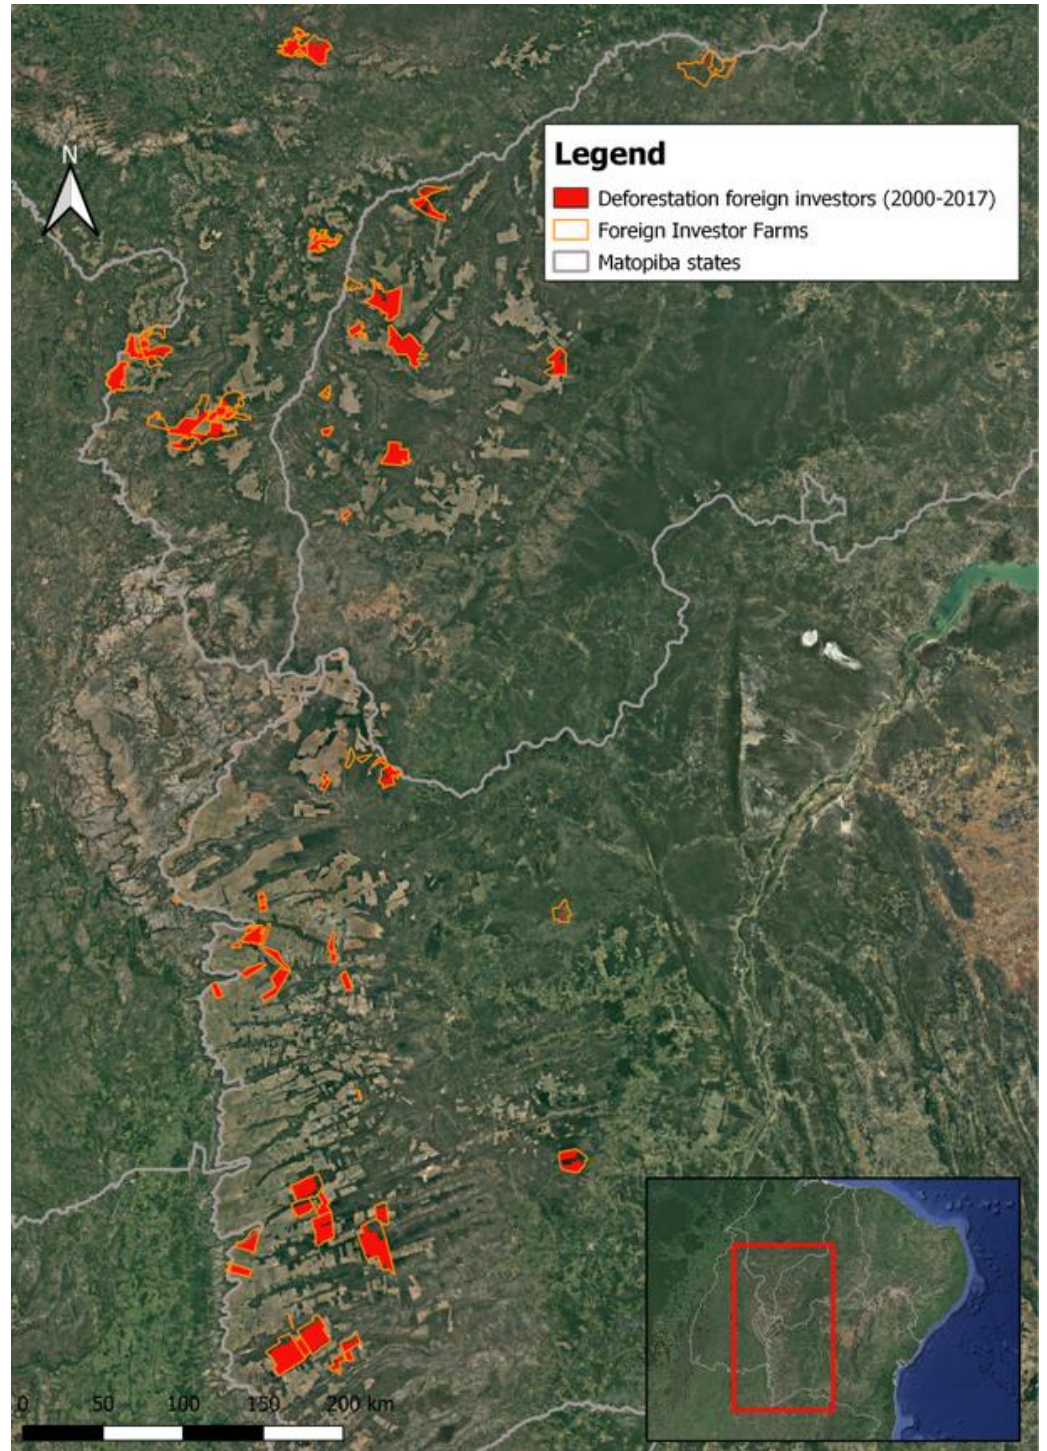 N
Legend
Deforestation foreign investors (2000-2017)
Foreign Investor Farms
Matopiba states
0 50 100 150 200 km